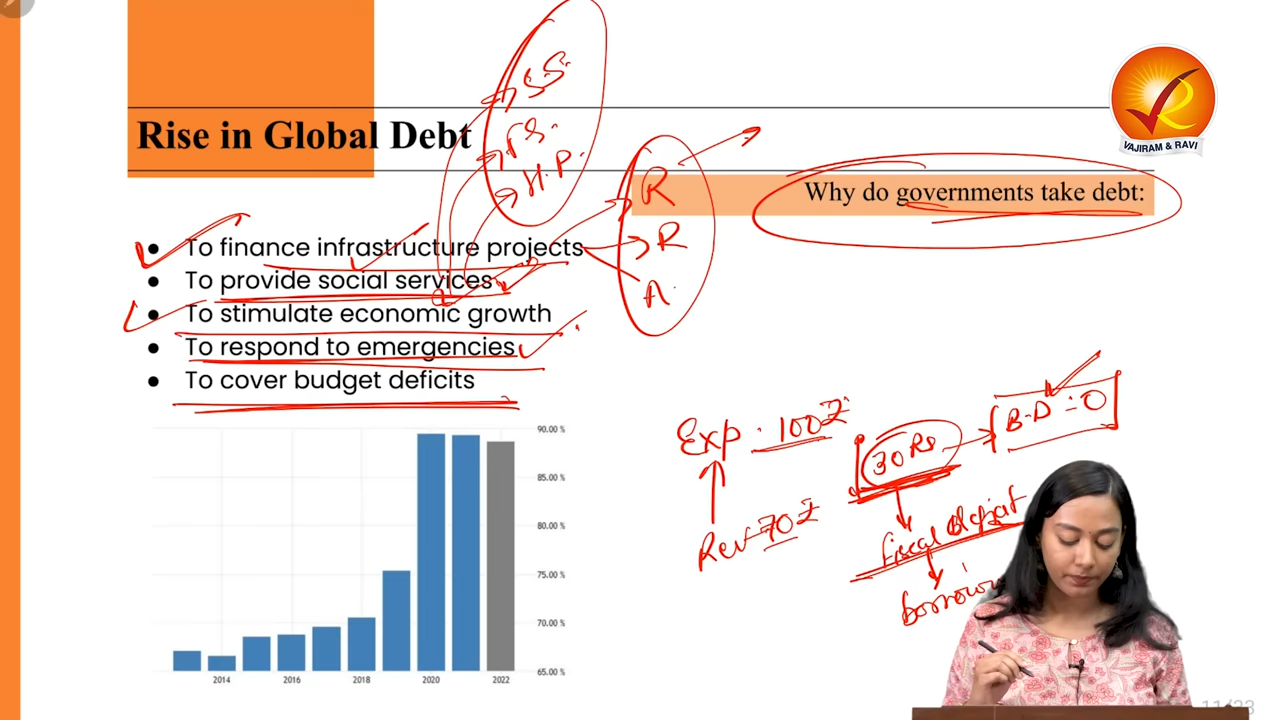 VAJIRAM & RAVI
Rise in Global Debt
Why do governments take debt:
S.S.
H.P.
R
R
A
● To finance infrastructure projects
● To provide social services
● To stimulate economic growth
● To respond to emergencies
● To cover budget deficits
Exp. 100₹
30 Rs
B.D = 0
Rev 70₹
fiscal deficit
90.00 %
85.00 %
80.00 %
75.00 %
70.00 %
65.00 %
2014 2016 2018 2020 2022